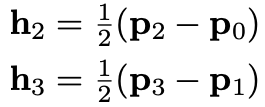 h₂ = ½(p₂ − p₀)
h₃ = ½(p₃ − p₁)